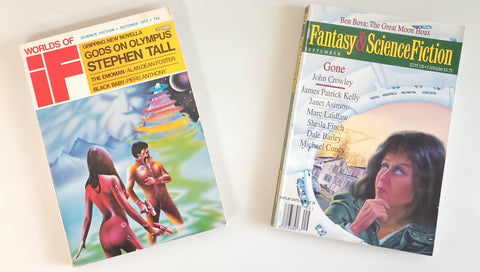 WORLDS OF
IF
SCIENCE FICTION • OCTOBER 1972
GRIPPING NEW NOVELLA
GODS ON OLYMPUS
STEPHEN TALL
THE EMOMAN • ALAN DEAN FOSTER
BLACK BABY • PIERS ANTHONY
Ben Bova: The Great Moon Hoax
Fantasy & Science Fiction
SEPTEMBER
Gone
John Crowley
James Patrick Kelly
Janet Asimov
Marc Laidlaw
Sheila Finch
Dale Bailey
Michael Coney